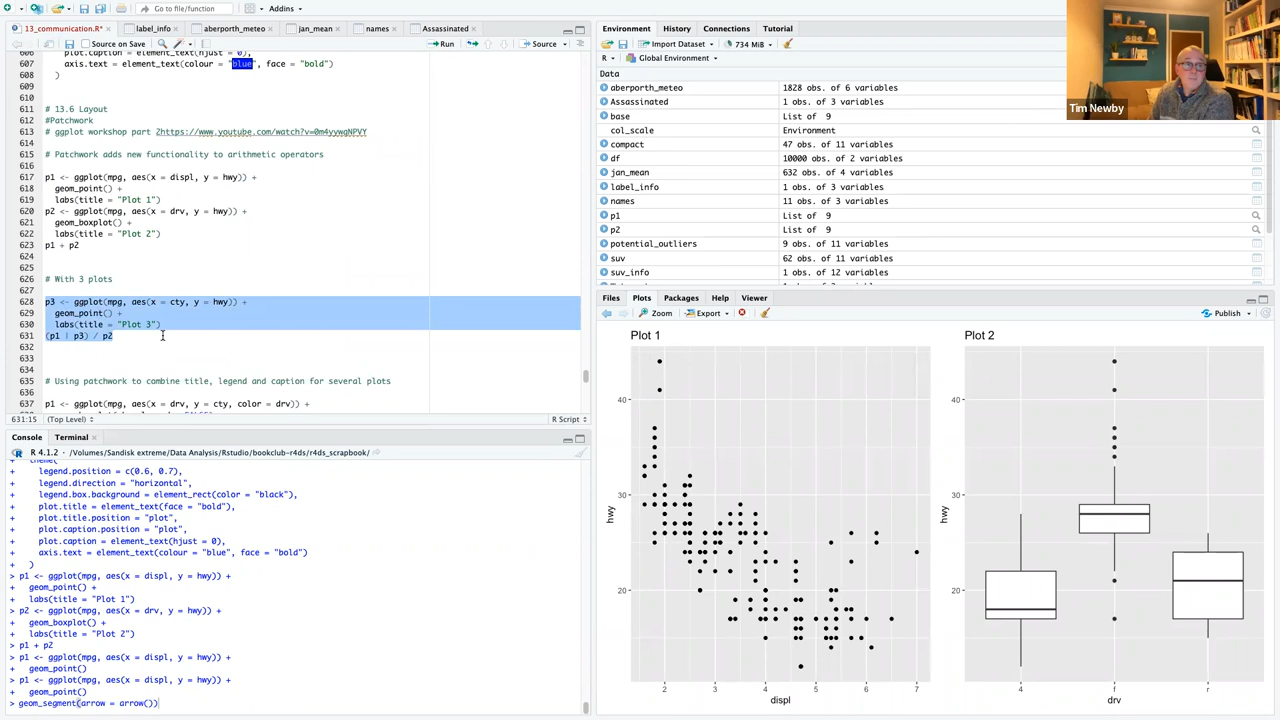 Go to file/function
Addins
13_communication.R*
label_info
aberporth_meteo
jan_mean
names
Assassinated
Source on Save
Run
Source
606
607 axis.text = element_text(colour = "blue", face = "bold")
608 )
609
610
611 # 13.6 Layout
612 #Patchwork
613 # ggplot workshop part 2https://www.youtube.com/watch?v=0m4yywgNPVY
614
615 # Patchwork adds new functionality to arithmetic operators
616
617 p1 <- ggplot(mpg, aes(x = displ, y = hwy)) +
618 geom_point() +
619 labs(title = "Plot 1")
620 p2 <- ggplot(mpg, aes(x = drv, y = hwy)) +
621 geom_boxplot() +
622 labs(title = "Plot 2")
623 p1 + p2
624
625
626 # With 3 plots
627
628 p3 <- ggplot(mpg, aes(x = cty, y = hwy)) +
629 geom_point() +
630 labs(title = "Plot 3")
631 (p1 | p3) / p2
632
633
634
635 # Using patchwork to combine title, legend and caption for several plots
636
637 p1 <- ggplot(mpg, aes(x = drv, y = cty, color = drv)) +
631:15 (Top Level) R Script
Console Terminal
R 4.1.2 · /Volumes/Sandisk extreme/Data Analysis/Rstudio/bookclub-r4ds/r4ds_scrapbook/
+ theme(
+ legend.position = c(0.6, 0.7),
+ legend.direction = "horizontal",
+ legend.box.background = element_rect(color = "black"),
+ plot.title = element_text(face = "bold"),
+ plot.title.position = "plot",
+ plot.caption.position = "plot",
+ plot.caption = element_text(hjust = 0),
+ axis.text = element_text(colour = "blue", face = "bold")
+ )
> p1 <- ggplot(mpg, aes(x = displ, y = hwy)) +
+ geom_point() +
+ labs(title = "Plot 1")
> p2 <- ggplot(mpg, aes(x = drv, y = hwy)) +
+ geom_boxplot() +
+ labs(title = "Plot 2")
> p1 + p2
> p1 <- ggplot(mpg, aes(x = displ, y = hwy)) +
+ geom_point()
> p1 <- ggplot(mpg, aes(x = displ, y = hwy)) +
+ geom_point()
> geom_segment(arrow = arrow())
Environment History Connections Tutorial
Import Dataset 734 MiB
R Global Environment
Data
aberporth_meteo 1828 obs. of 6 variables
Assassinated 1 obs. of 3 variables
base List of 9
col_scale Environment
compact 47 obs. of 11 variables
df 10000 obs. of 2 variables
jan_mean 632 obs. of 4 variables
label_info 1 obs. of 3 variables
names 11 obs. of 3 variables
p1 List of 9
p2 List of 9
potential_outliers 9 obs. of 11 variables
suv 62 obs. of 11 variables
suv_info 1 obs. of 12 variables
Files Plots Packages Help Viewer
Zoom Export Publish
Plot 1
hwy
40
30
20
2 3 4 5 6 7
displ
Plot 2
hwy
40
30
20
4 f r
drv
Tim Newby